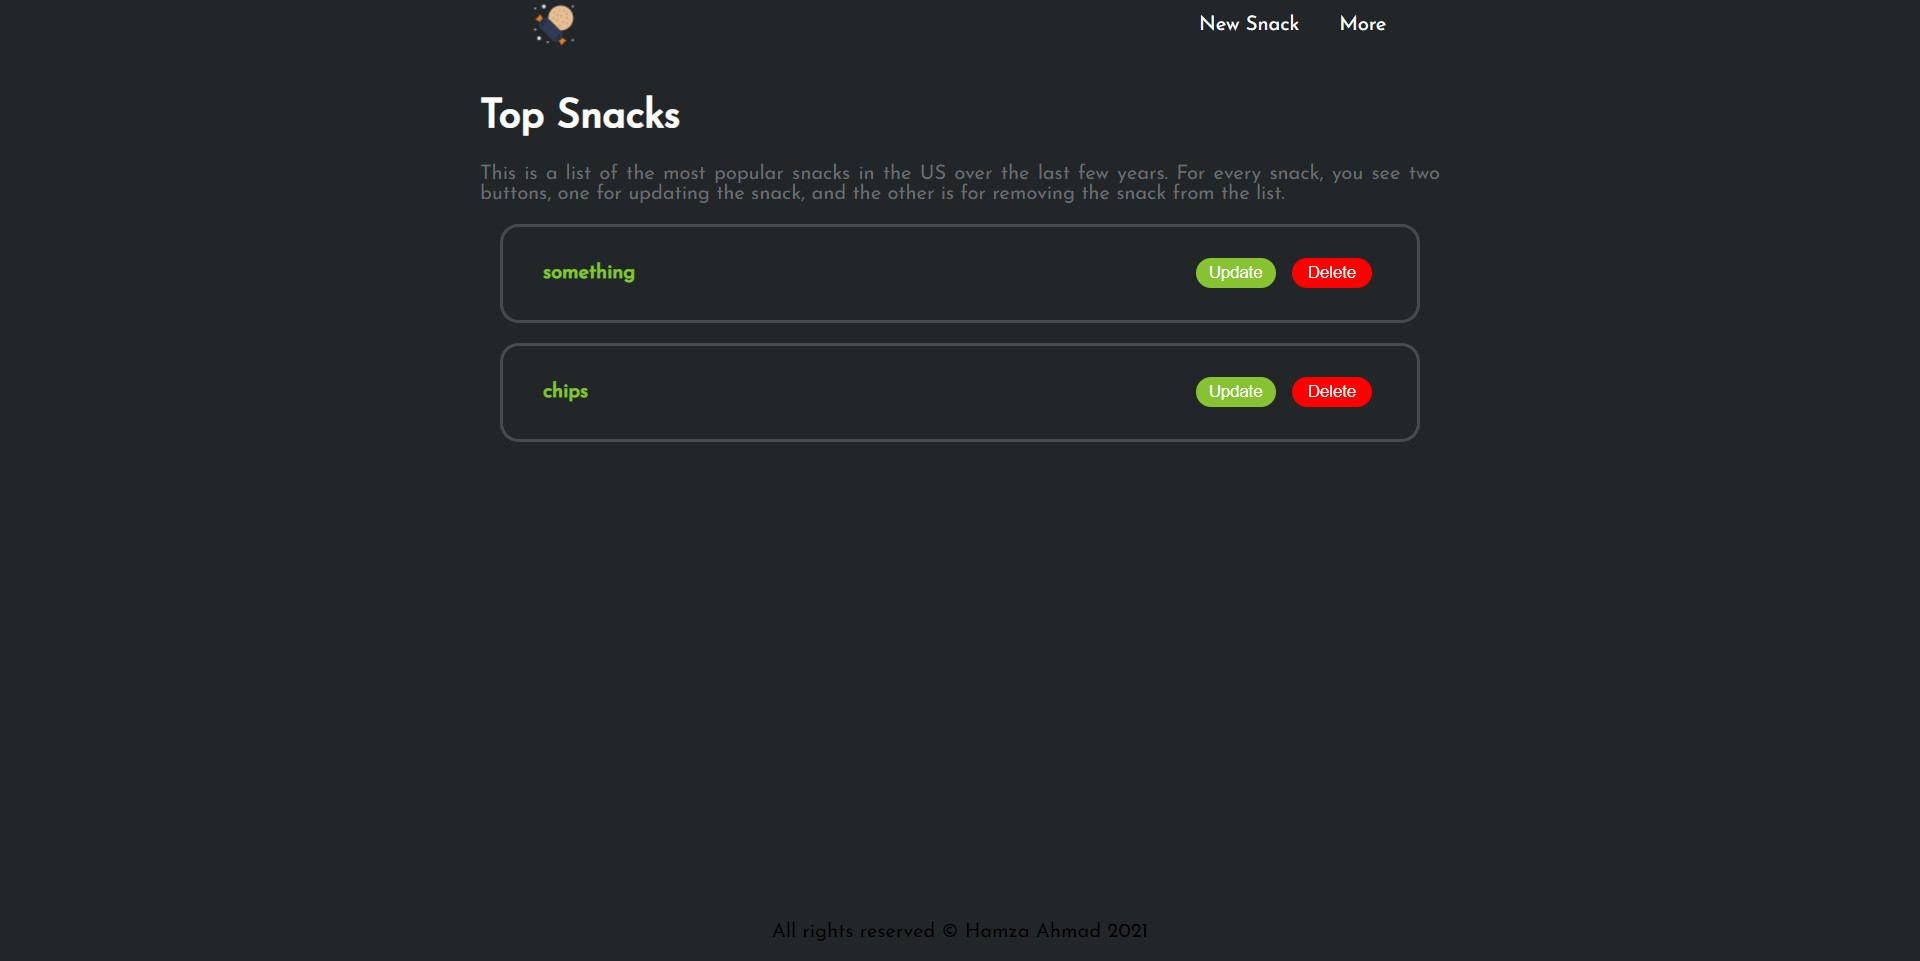 New Snack More
Top Snacks
This is a list of the most popular snacks in the US over the last few years. For every snack, you see two
buttons, one for updating the snack, and the other is for removing the snack from the list.
something Update Delete
chips Update Delete
All rights reserved © Hamza Ahmad 2021